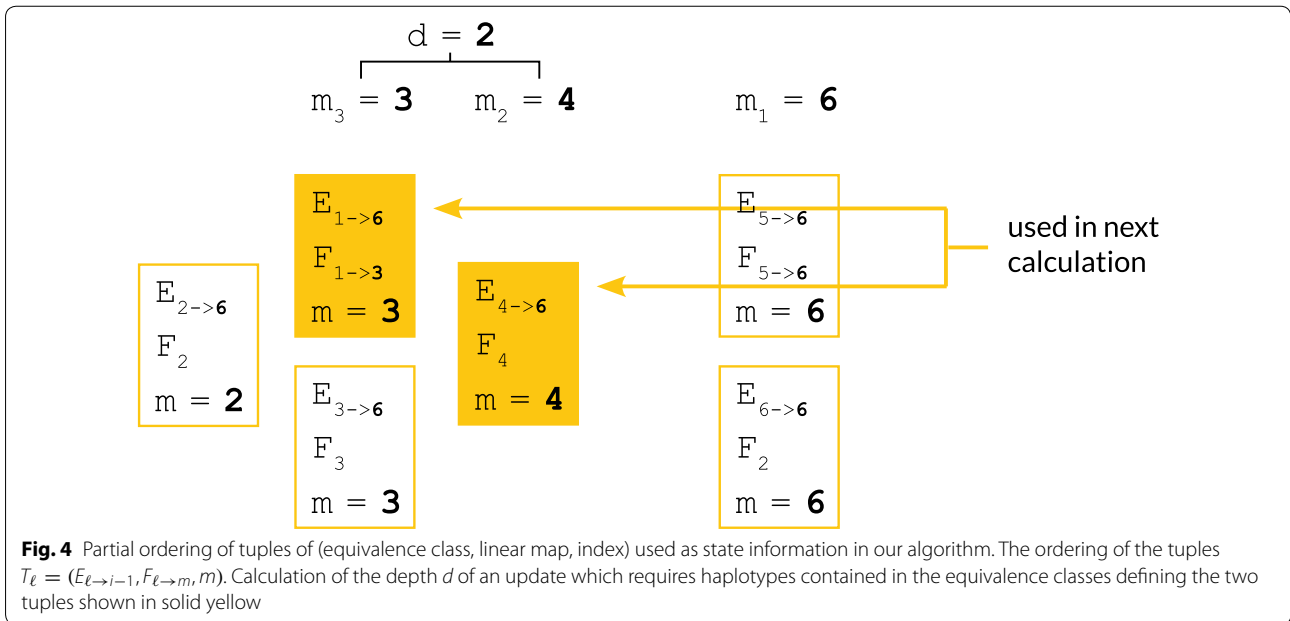 d = 2
m₃ = 3 m₂ = 4 m₁ = 6
E₁₋>₆
F₁₋>₃
m = 3
E₅₋>₆
F₅₋>₆
m = 6
used in next
calculation
E₂₋>₆
F₂
m = 2
E₄₋>₆
F₄
m = 4
E₃₋>₆
F₃
m = 3
E₆₋>₆
F₂
m = 6
Fig. 4 Partial ordering of tuples of (equivalence class, linear map, index) used as state information in our algorithm. The ordering of the tuples
Tℓ = (Eℓ→i−1, Fℓ→m, m). Calculation of the depth d of an update which requires haplotypes contained in the equivalence classes defining the two
tuples shown in solid yellow